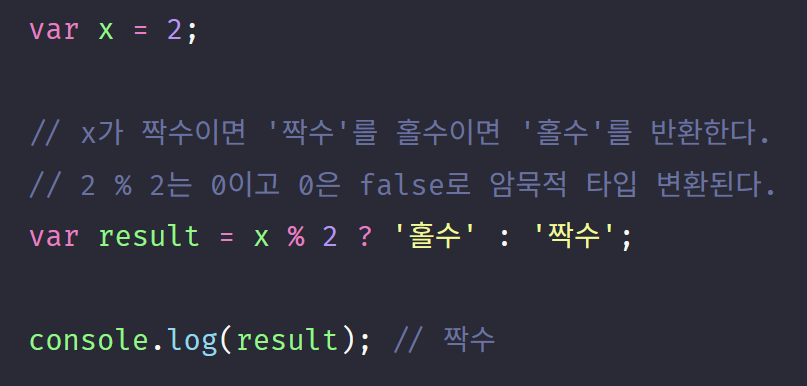 var x = 2;
// x가 짝수이면 '짝수'를 홀수이면 '홀수'를 반환한다.
// 2 % 2는 0이고 0은 false로 암묵적 타입 변환된다.
var result = x % 2 ? '홀수' : '짝수';
console.log(result); // 짝수